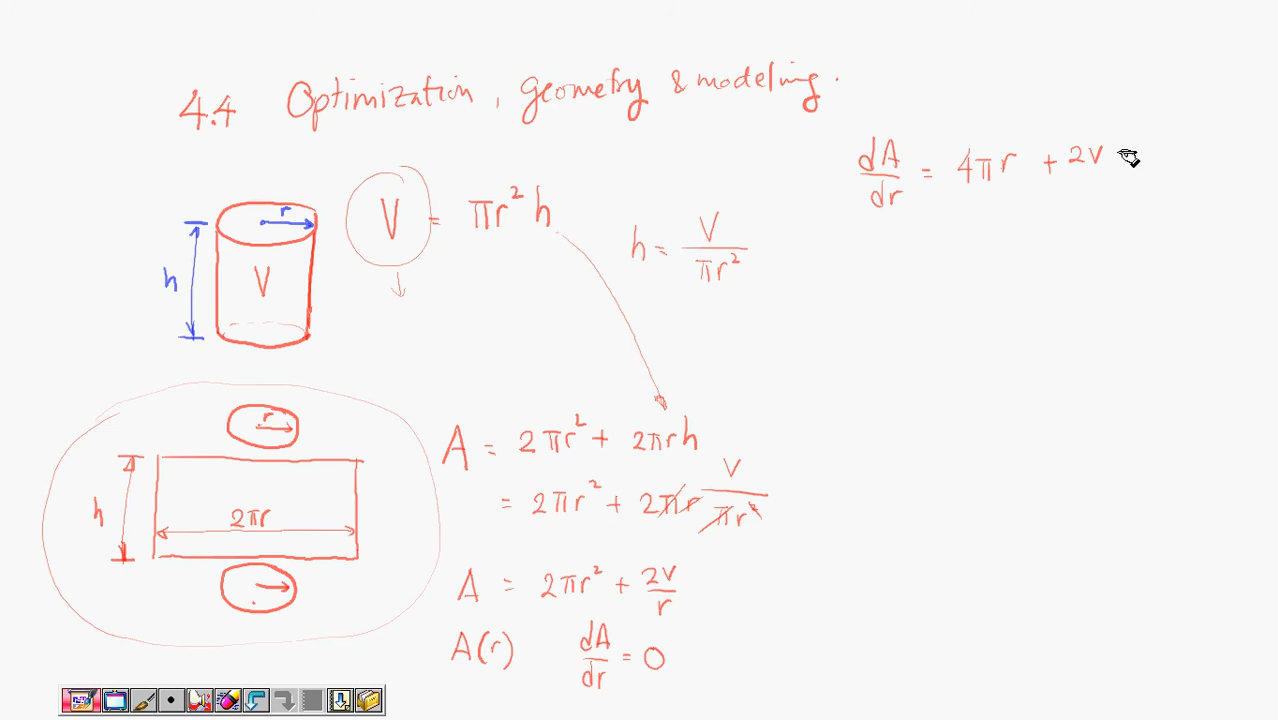 4.4 Optimization, geometry & modeling.
r
h
V
V = πr² h
h = V/πr²
dA/dr = 4πr + 2V
r
h
2πr
A = 2πr² + 2πrh
= 2πr² + 2πr V/πr²
A = 2πr² + 2V/r
A(r) dA/dr = 0